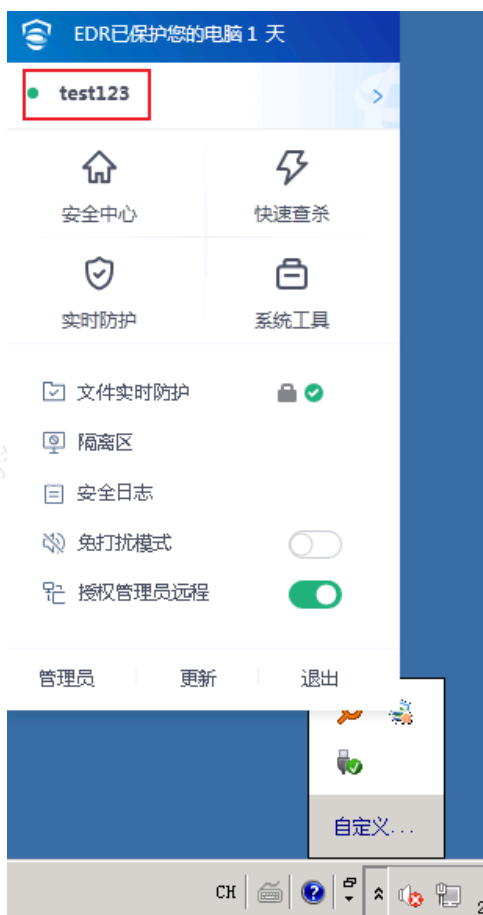 EDR已保护您的电脑 1 天
test123
安全中心 快速查杀
实时防护 系统工具
文件实时防护
隔离区
安全日志
免打扰模式
授权管理员远程
管理员 更新 退出
自定义...
CH
2